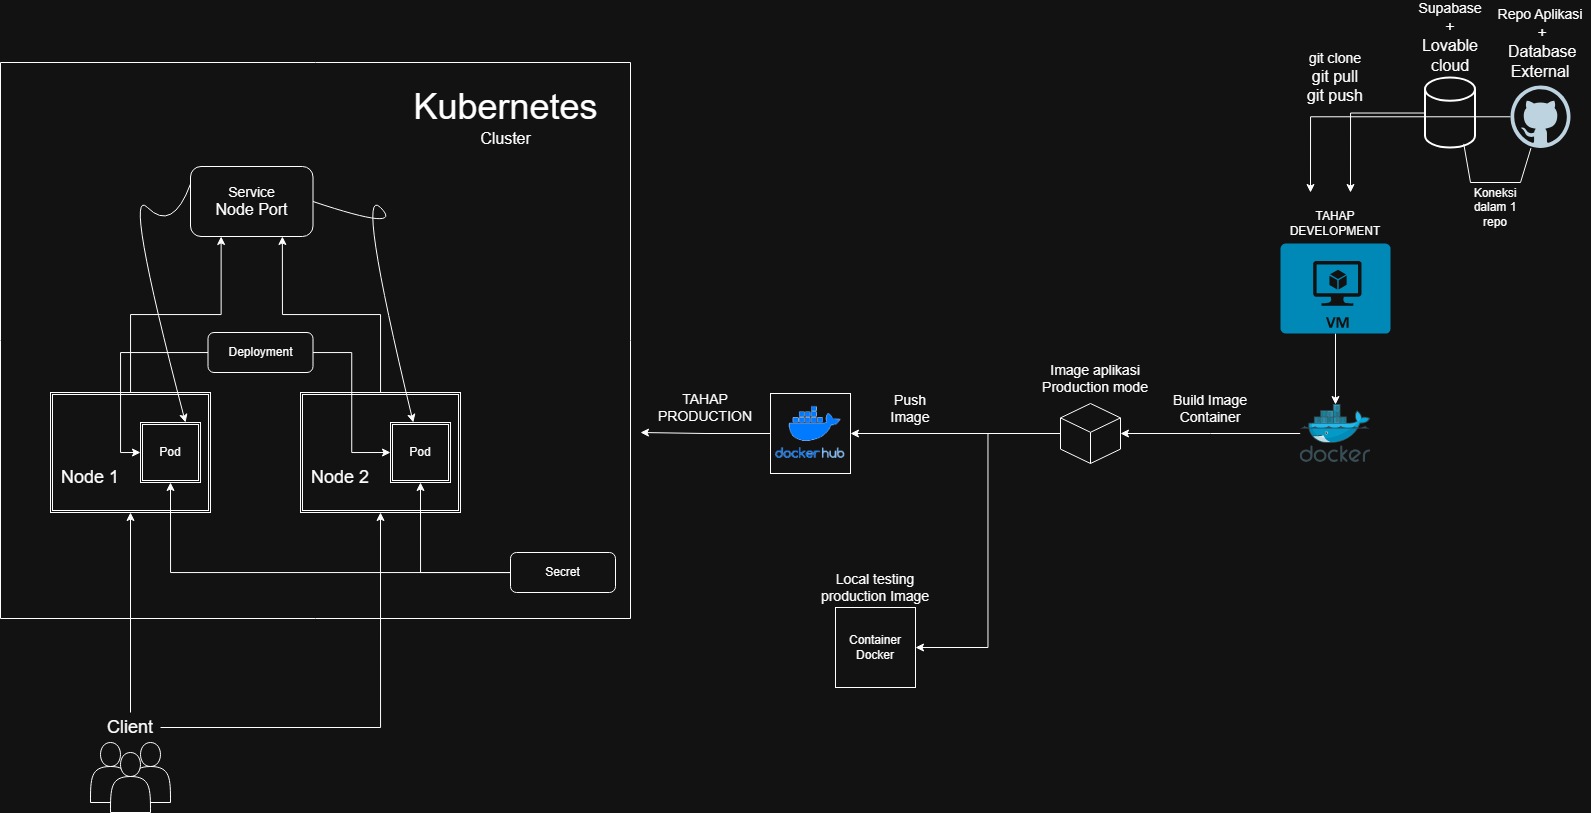 Supabase
+
Lovable
cloud
Repo Aplikasi
+
Database
External
git clone
git pull
git push
Koneksi
dalam 1
repo
TAHAP
DEVELOPMENT
VM
Kubernetes
Cluster
Service
Node Port
Deployment
Node 1
Pod
Node 2
Pod
Secret
Client
TAHAP
PRODUCTION
docker hub
Push
Image
Image aplikasi
Production mode
Build Image
Container
docker
Local testing
production Image
Container
Docker